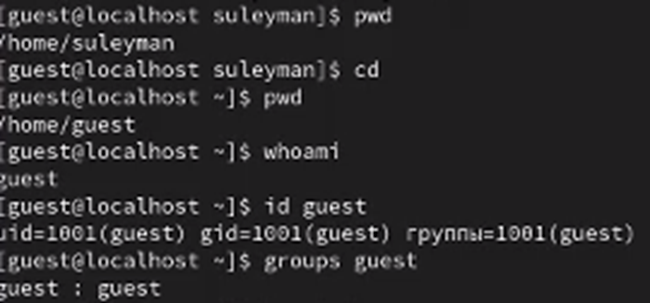 [guest@localhost suleyman]$ pwd
/home/suleyman
[guest@localhost suleyman]$ cd
[guest@localhost ~]$ pwd
/home/guest
[guest@localhost ~]$ whoami
guest
[guest@localhost ~]$ id guest
uid=1001(guest) gid=1001(guest) группы=1001(guest)
[guest@localhost ~]$ groups guest
guest : guest